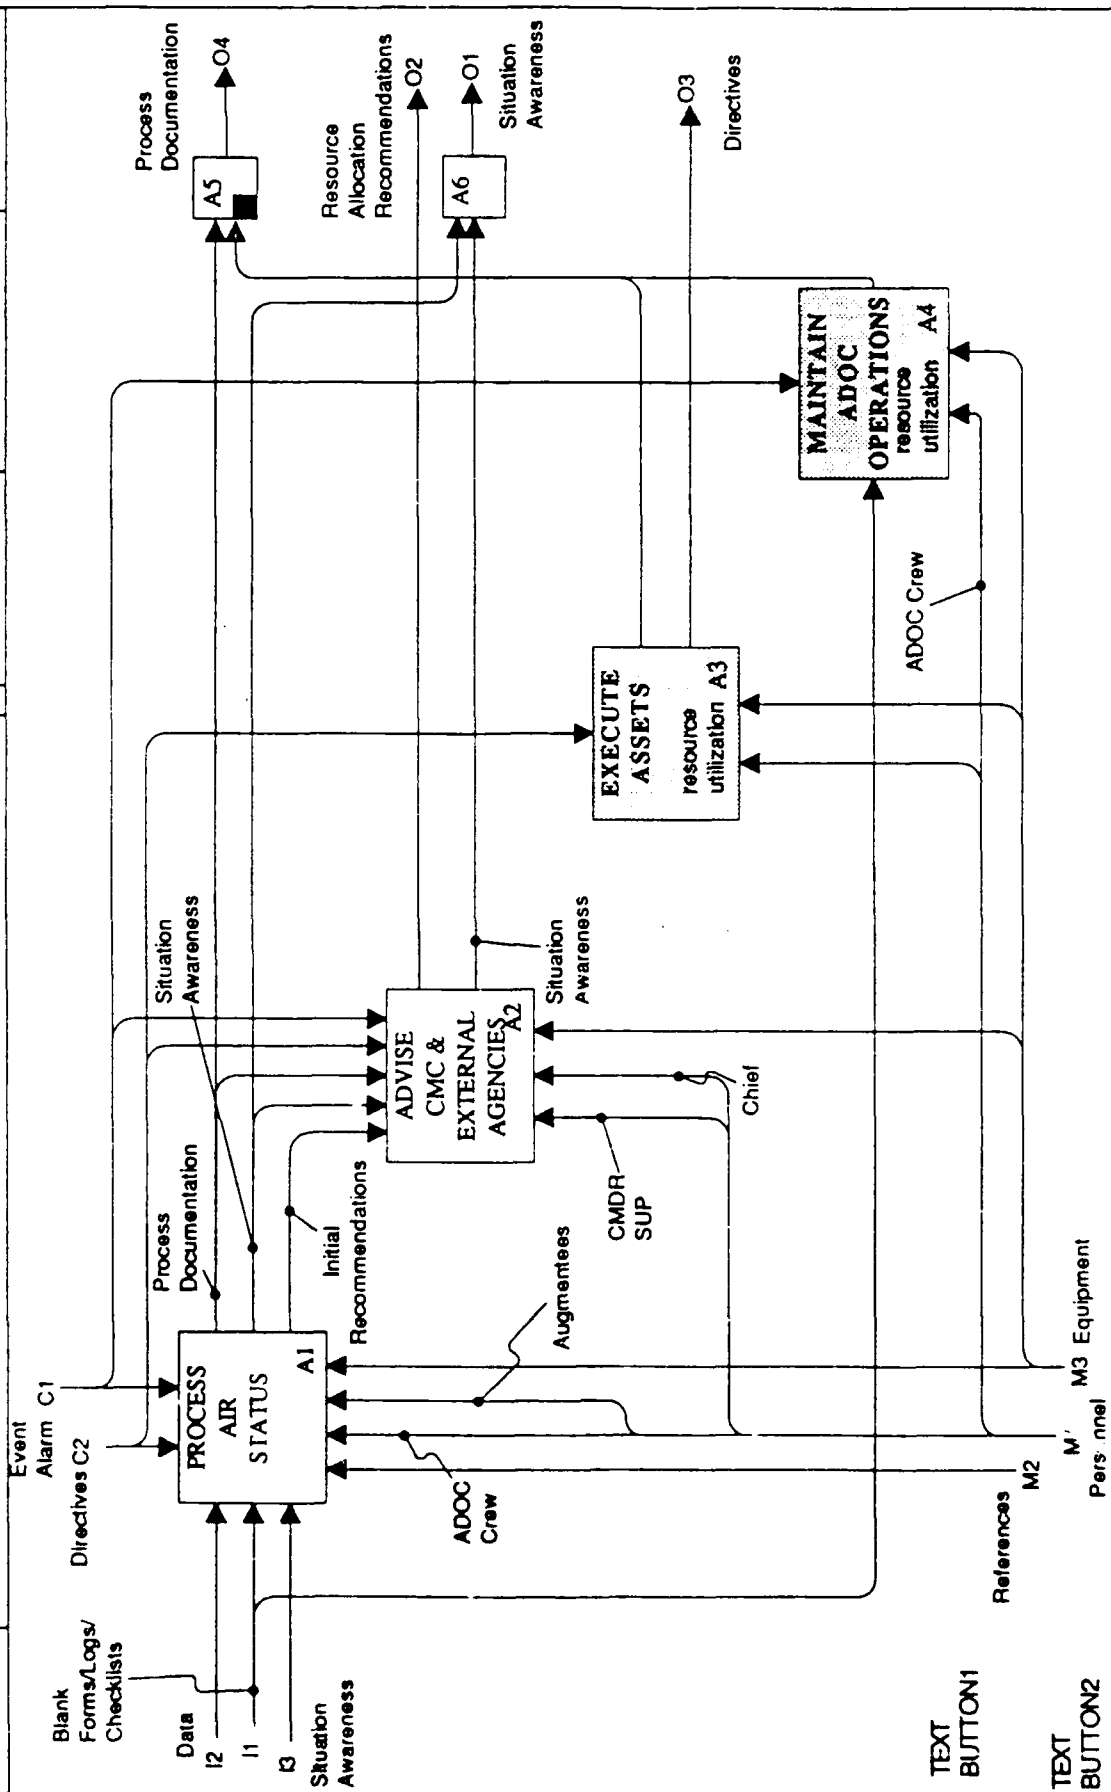 Event
Alarm C1
Directives C2
Blank
Forms/Logs/
Checklists
Data
I2
I1
I3
Situation
Awareness
PROCESS
AIR
STATUS
A1
Process
Documentation
Situation
Awareness
Initial
Recommendations
ADOC
Crew
Augmentees
ADVISE
CMC &
EXTERNAL
AGENCIES
A2
Situation
Awareness
CMDR
SUP
Chief
EXECUTE
ASSETS
resource
utilization A3
MAINTAIN
ADOC
OPERATIONS
resource
utilization A4
ADOC Crew
Process
Documentation
A5
O4
Resource
Allocation
Recommendations
O2
A6
O1
Situation
Awareness
O3
Directives
References
M2
M3 Equipment
TEXT
BUTTON1
TEXT
BUTTON2